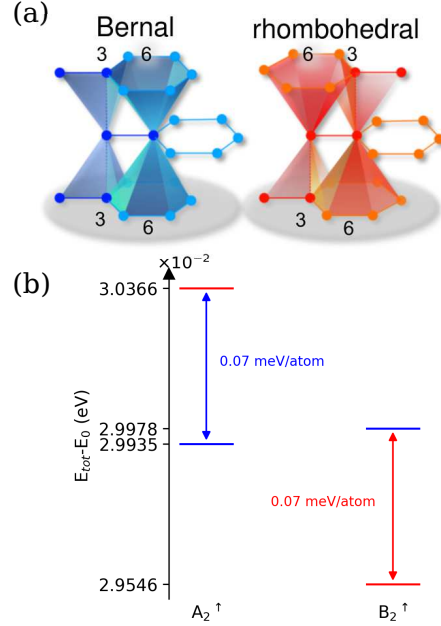 (a)
Bernal
rhombohedral
3 6
6 3
3 6
3 6
(b)
×10⁻²
3.0366
0.07 meV/atom
E_tot-E₀ (eV)
2.9978
2.9935
0.07 meV/atom
2.9546
A₂ ↑
B₂ ↑